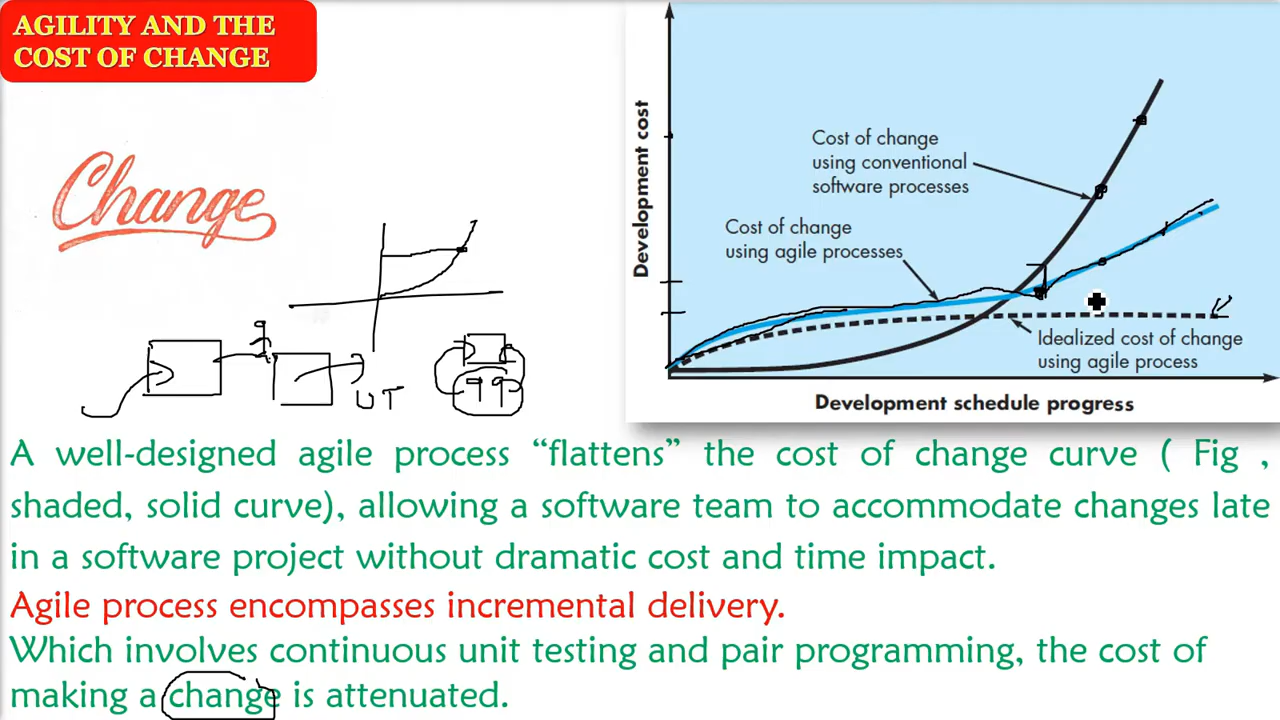 AGILITY AND THE
COST OF CHANGE
Change
UT
Development cost
Cost of change
using conventional
software processes
Cost of change
using agile processes
Idealized cost of change
using agile process
Development schedule progress
A well-designed agile process “flattens” the cost of change curve ( Fig ,
shaded, solid curve), allowing a software team to accommodate changes late
in a software project without dramatic cost and time impact.
Agile process encompasses incremental delivery.
Which involves continuous unit testing and pair programming, the cost of
making a change is attenuated.